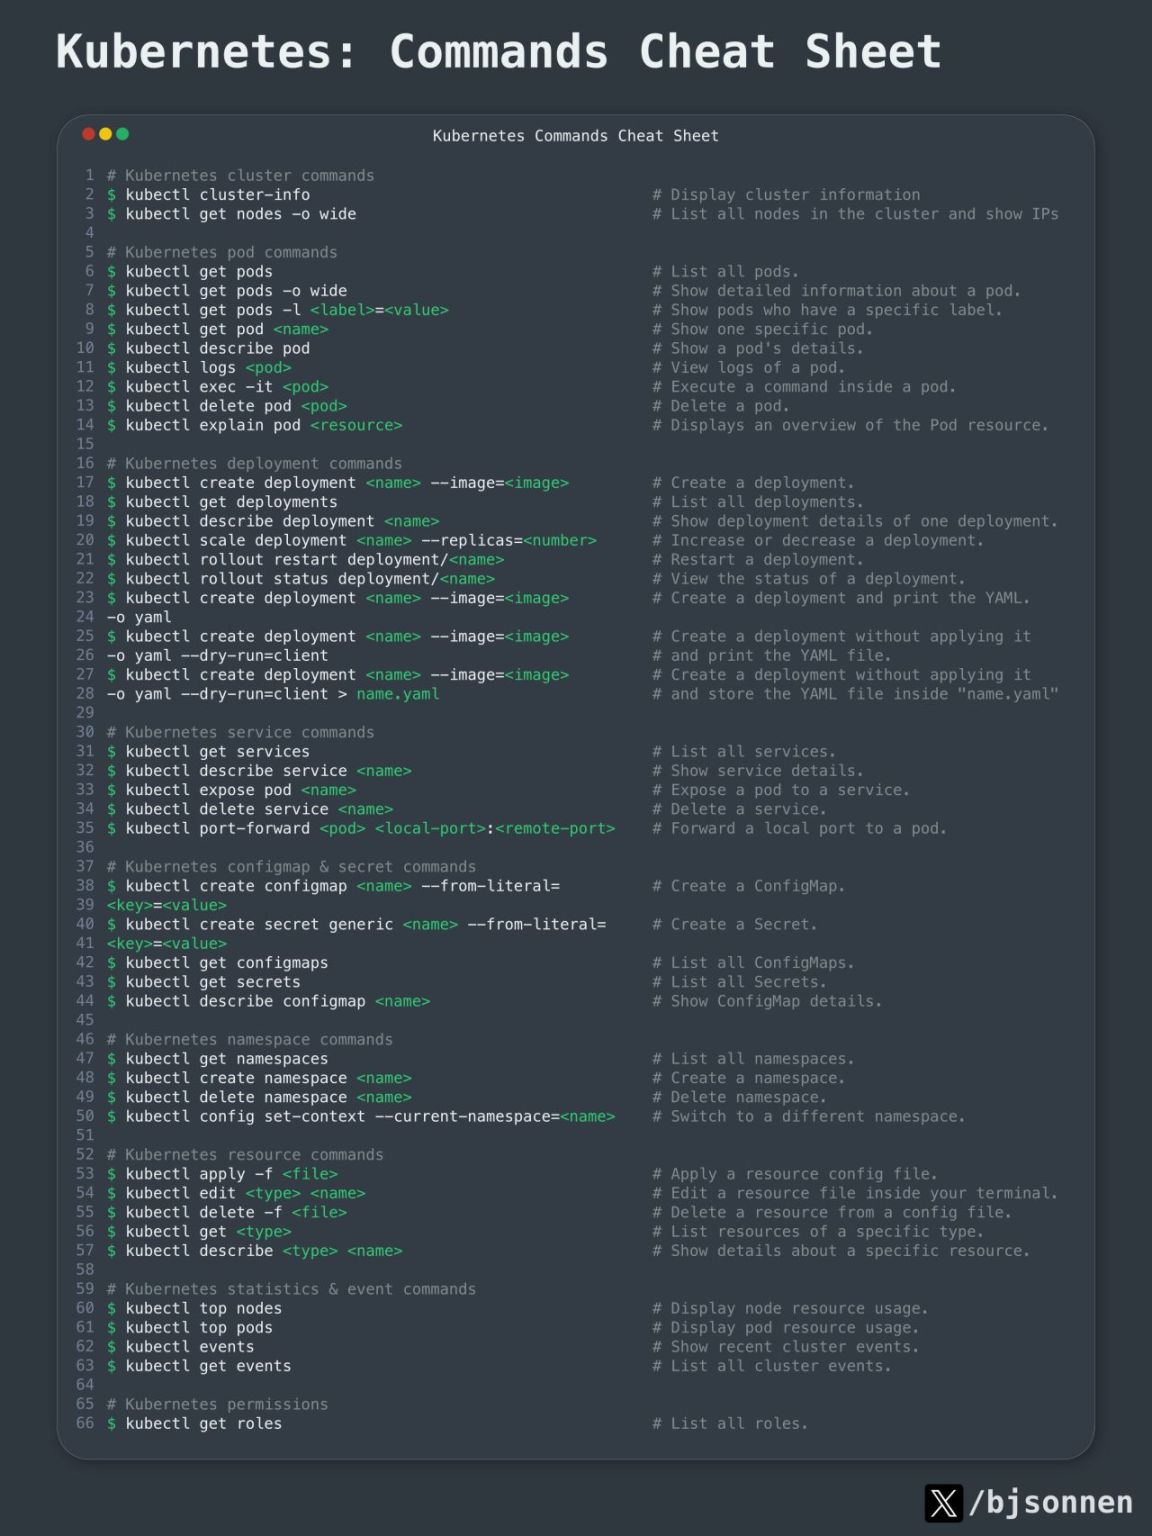 Kubernetes: Commands Cheat Sheet
Kubernetes Commands Cheat Sheet
1 # Kubernetes cluster commands
2 $ kubectl cluster-info # Display cluster information
3 $ kubectl get nodes -o wide # List all nodes in the cluster and show IPs
4
5 # Kubernetes pod commands
6 $ kubectl get pods # List all pods.
7 $ kubectl get pods -o wide # Show detailed information about a pod.
8 $ kubectl get pods -l <label>=<value> # Show pods who have a specific label.
9 $ kubectl get pod <name> # Show one specific pod.
10 $ kubectl describe pod # Show a pod's details.
11 $ kubectl logs <pod> # View logs of a pod.
12 $ kubectl exec -it <pod> # Execute a command inside a pod.
13 $ kubectl delete pod <pod> # Delete a pod.
14 $ kubectl explain pod <resource> # Displays an overview of the Pod resource.
15
16 # Kubernetes deployment commands
17 $ kubectl create deployment <name> --image=<image> # Create a deployment.
18 $ kubectl get deployments # List all deployments.
19 $ kubectl describe deployment <name> # Show deployment details of one deployment.
20 $ kubectl scale deployment <name> --replicas=<number> # Increase or decrease a deployment.
21 $ kubectl rollout restart deployment/<name> # Restart a deployment.
22 $ kubectl rollout status deployment/<name> # View the status of a deployment.
23 $ kubectl create deployment <name> --image=<image> # Create a deployment and print the YAML.
24 -o yaml
25 $ kubectl create deployment <name> --image=<image> # Create a deployment without applying it
26 -o yaml --dry-run=client # and print the YAML file.
27 $ kubectl create deployment <name> --image=<image> # Create a deployment without applying it
28 -o yaml --dry-run=client > name.yaml # and store the YAML file inside "name.yaml"
29
30 # Kubernetes service commands
31 $ kubectl get services # List all services.
32 $ kubectl describe service <name> # Show service details.
33 $ kubectl expose pod <name> # Expose a pod to a service.
34 $ kubectl delete service <name> # Delete a service.
35 $ kubectl port-forward <pod> <local-port>:<remote-port> # Forward a local port to a pod.
36
37 # Kubernetes configmap & secret commands
38 $ kubectl create configmap <name> --from-literal= # Create a ConfigMap.
39 <key>=<value>
40 $ kubectl create secret generic <name> --from-literal= # Create a Secret.
41 <key>=<value>
42 $ kubectl get configmaps # List all ConfigMaps.
43 $ kubectl get secrets # List all Secrets.
44 $ kubectl describe configmap <name> # Show ConfigMap details.
45
46 # Kubernetes namespace commands
47 $ kubectl get namespaces # List all namespaces.
48 $ kubectl create namespace <name> # Create a namespace.
49 $ kubectl delete namespace <name> # Delete namespace.
50 $ kubectl config set-context --current-namespace=<name> # Switch to a different namespace.
51
52 # Kubernetes resource commands
53 $ kubectl apply -f <file> # Apply a resource config file.
54 $ kubectl edit <type> <name> # Edit a resource file inside your terminal.
55 $ kubectl delete -f <file> # Delete a resource from a config file.
56 $ kubectl get <type> # List resources of a specific type.
57 $ kubectl describe <type> <name> # Show details about a specific resource.
58
59 # Kubernetes statistics & event commands
60 $ kubectl top nodes # Display node resource usage.
61 $ kubectl top pods # Display pod resource usage.
62 $ kubectl events # Show recent cluster events.
63 $ kubectl get events # List all cluster events.
64
65 # Kubernetes permissions
66 $ kubectl get roles # List all roles.
X /bjsonnen